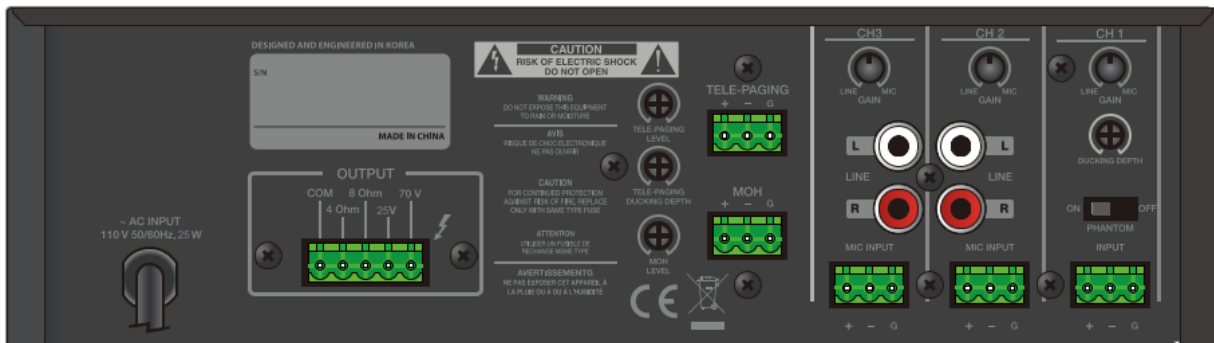 DESIGNED AND ENGINEERED IN KOREA
S/N
MADE IN CHINA
OUTPUT
COM 8 Ohm 70 V
4 Ohm 25V
~ AC INPUT
110 V 50/60Hz, 25 W
CAUTION
RISK OF ELECTRIC SHOCK
DO NOT OPEN
WARNING
DO NOT EXPOSE THIS EQUIPMENT
TO RAIN OR MOISTURE
AVIS
RISQUE DE CHOC ELECTRONIQUE
NE PAS OUVRIR
CAUTION
FOR CONTINUED PROTECTION
AGAINST RISK OF FIRE, REPLACE
ONLY WITH SAME TYPE FUSE
ATTENTION
UTILISER UN FUSIBLE DE
RECHANGE MEME TYPE
AVERTISSEMENTG
NE PAS EXPOSER CET APPAREIL À
LA PLUIE OU À OU À L'HUMIDITE
TELE-PAGING
LEVEL
TELE-PAGING
DUCKING DEPTH
MOH
LEVEL
CE
TELE-PAGING
+ − G
MOH
+ − G
CH3
LINE MIC
GAIN
L
LINE
R
MIC INPUT
+ − G
CH 2
LINE MIC
GAIN
L
LINE
R
MIC INPUT
+ − G
CH 1
LINE MIC
GAIN
DUCKING DEPTH
ON OFF
PHANTOM
INPUT
+ − G